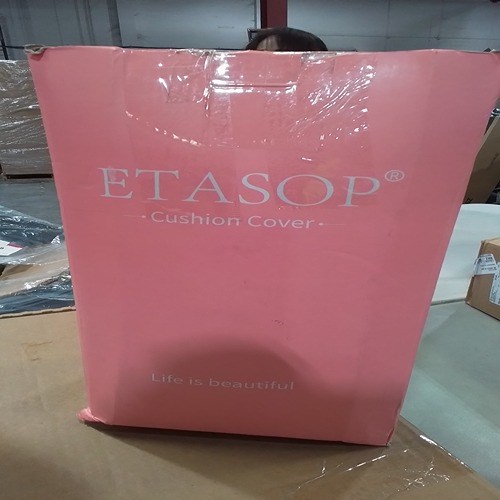 ETASOP®
Cushion Cover
Life is beautiful